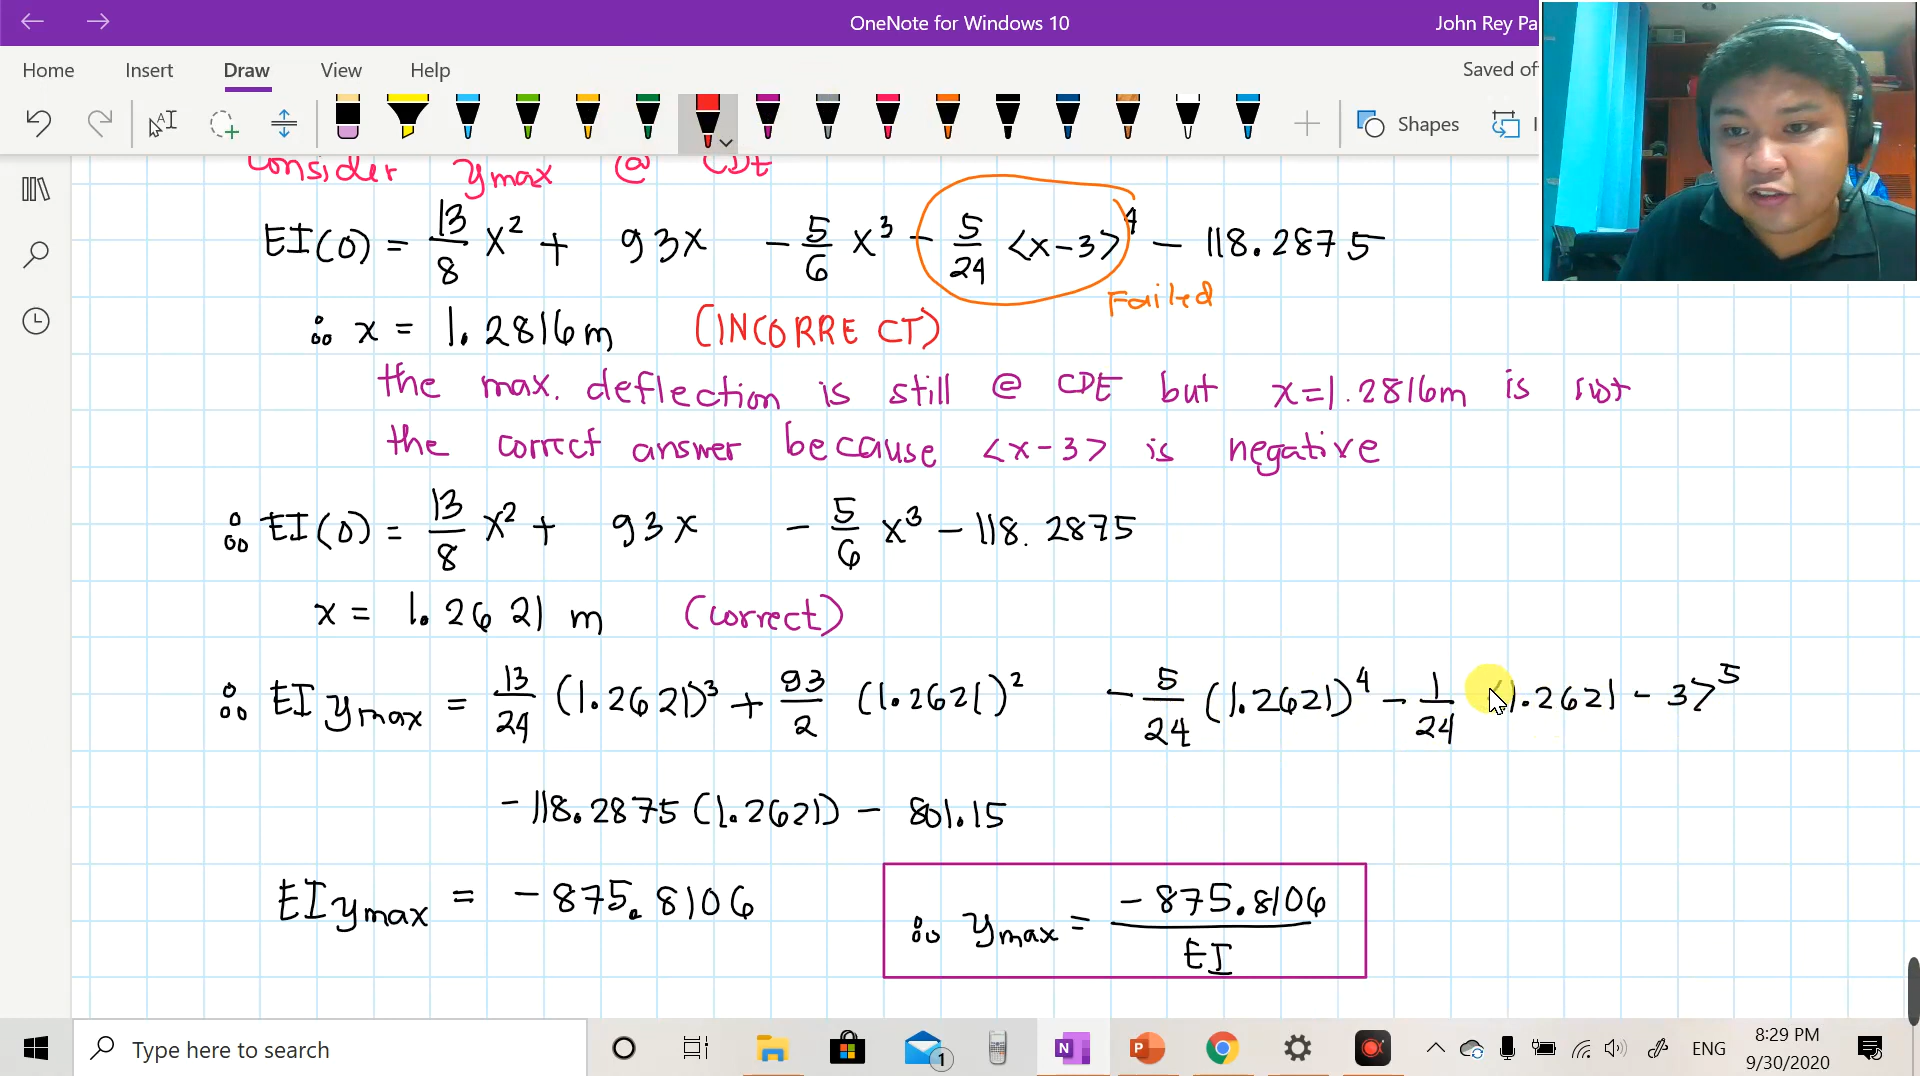 OneNote for Windows 10
John Rey Pa
Home Insert Draw View Help
Saved of
Shapes
Consider ymax @ CDE
EI(0) = 13/8 x² + 93x - 5/6 x³ - 5/24 <x-3>⁴ - 118.2875
Failed
∴ x = 1.2816m (INCORRECT)
the max. deflection is still @ CDE but x=1.2816m is not
the correct answer because <x-3> is negative
∴ EI(0) = 13/8 x² + 93x - 5/6 x³ - 118.2875
x = 1.2621 m (correct)
∴ EI ymax = 13/24 (1.2621)³ + 93/2 (1.2621)² - 5/24 (1.2621)⁴ - 1/24 <1.2621 - 3>⁵
-118.2875 (1.2621) - 801.15
EI ymax = -875.8106
∴ ymax = -875.8106/EI
Type here to search
1
ENG
8:29 PM
9/30/2020